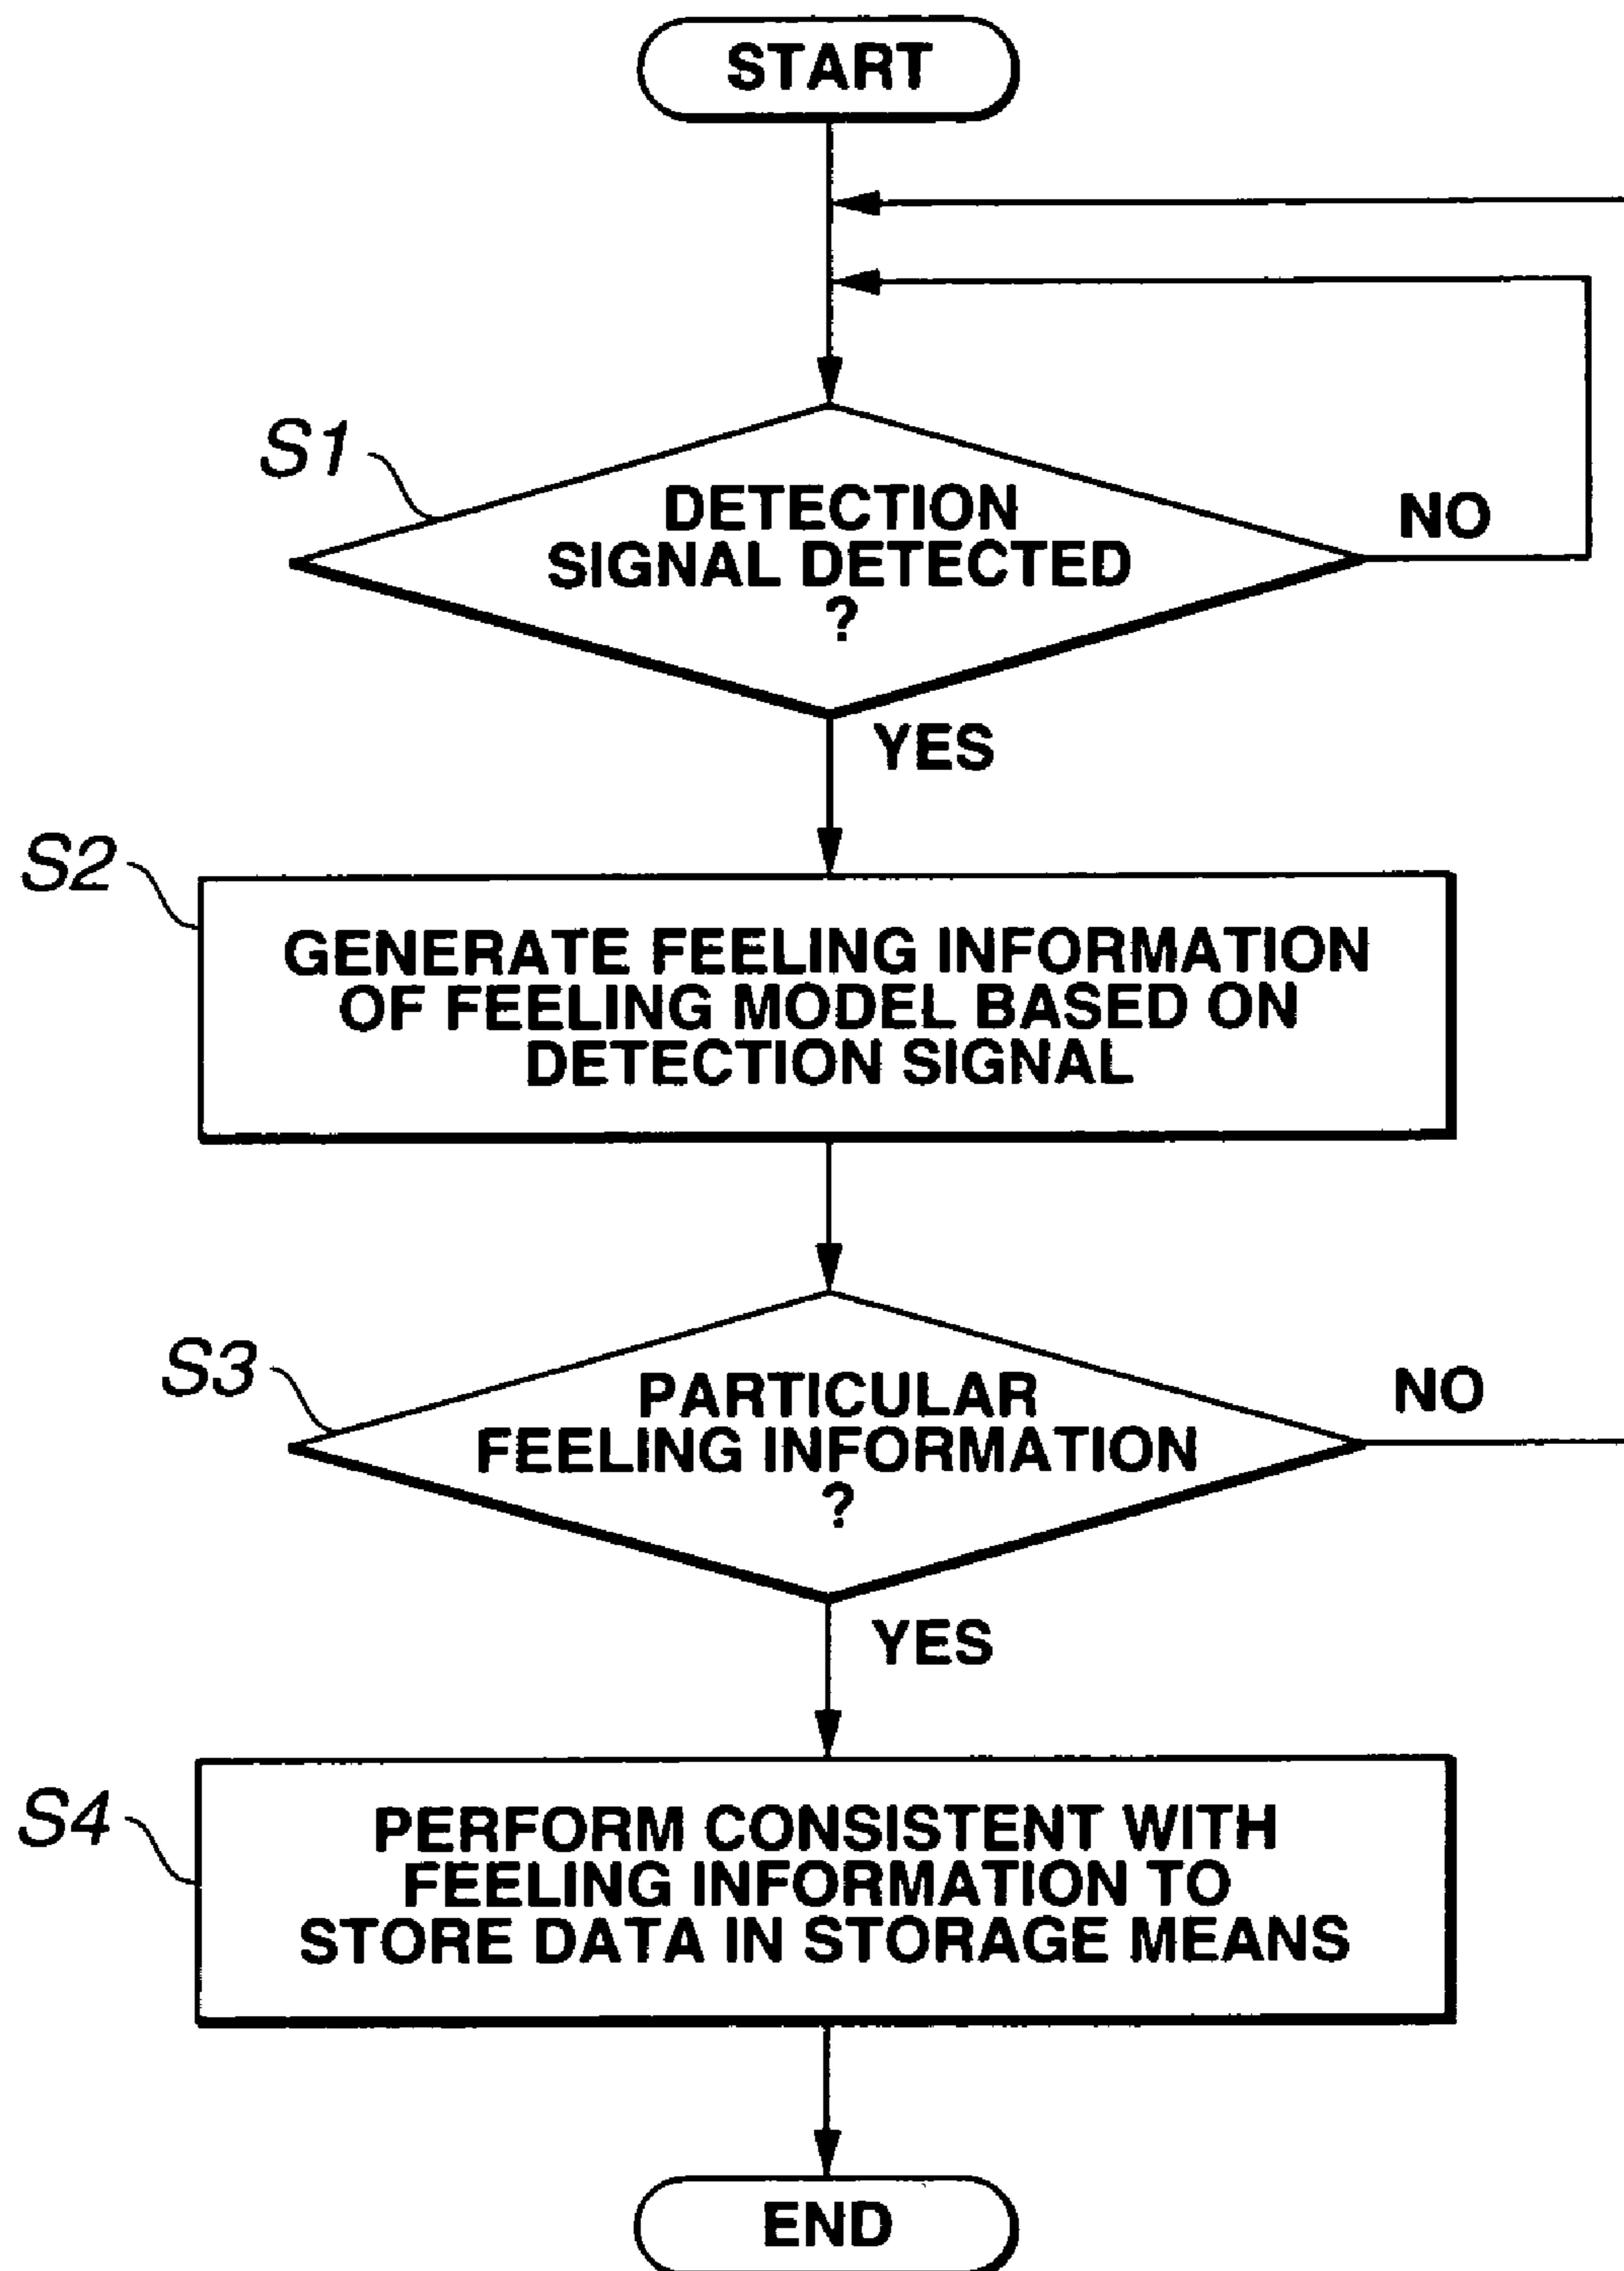 START
S1
DETECTION
SIGNAL DETECTED
?
NO
YES
S2
GENERATE FEELING INFORMATION
OF FEELING MODEL BASED ON
DETECTION SIGNAL
S3
PARTICULAR
FEELING INFORMATION
?
NO
YES
S4
PERFORM CONSISTENT WITH
FEELING INFORMATION TO
STORE DATA IN STORAGE MEANS
END